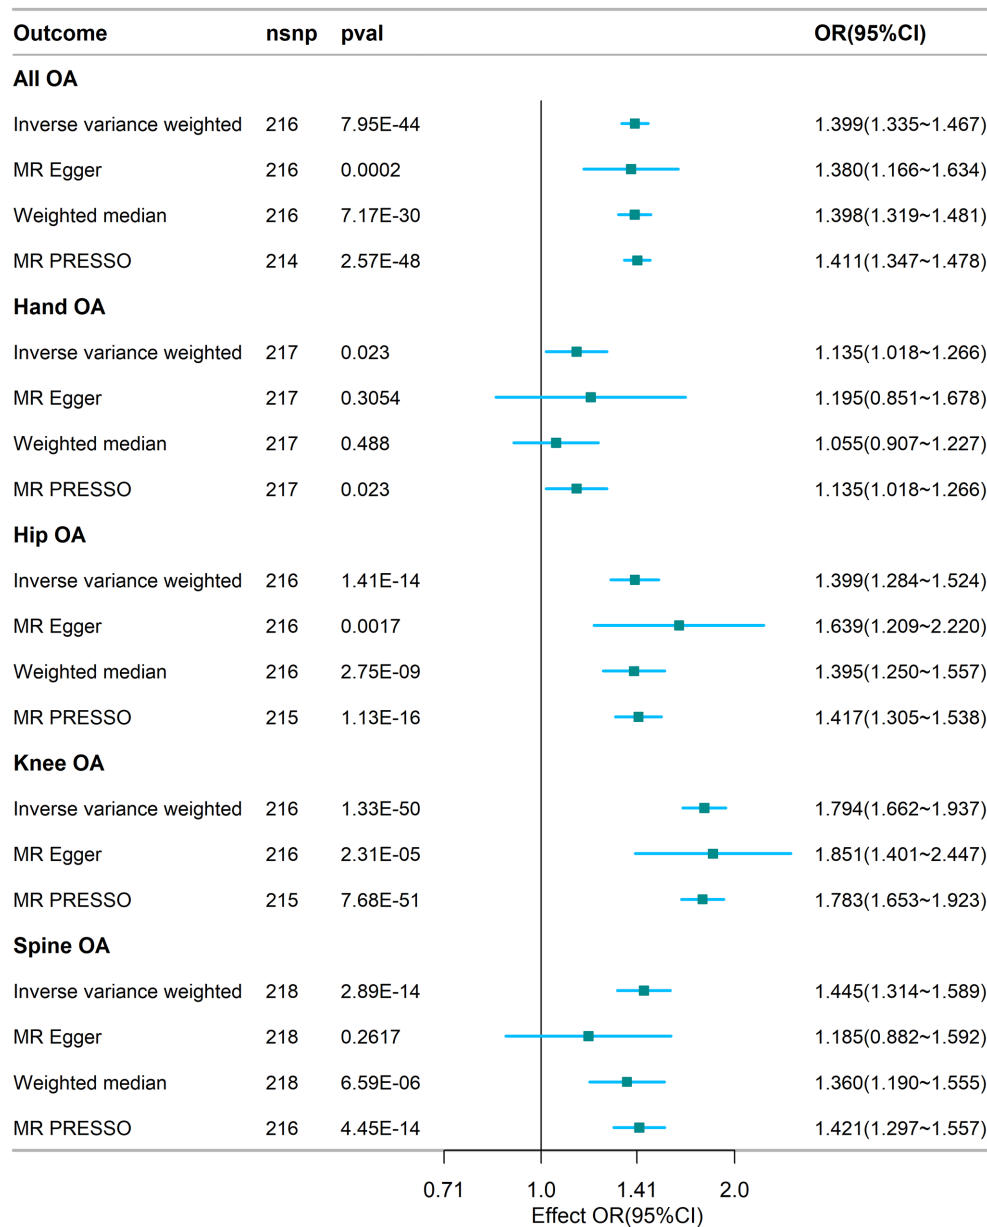 Outcome nsnp pval OR(95%CI)
All OA
Inverse variance weighted 216 7.95E-44 1.399(1.335~1.467)
MR Egger 216 0.0002 1.380(1.166~1.634)
Weighted median 216 7.17E-30 1.398(1.319~1.481)
MR PRESSO 214 2.57E-48 1.411(1.347~1.478)
Hand OA
Inverse variance weighted 217 0.023 1.135(1.018~1.266)
MR Egger 217 0.3054 1.195(0.851~1.678)
Weighted median 217 0.488 1.055(0.907~1.227)
MR PRESSO 217 0.023 1.135(1.018~1.266)
Hip OA
Inverse variance weighted 216 1.41E-14 1.399(1.284~1.524)
MR Egger 216 0.0017 1.639(1.209~2.220)
Weighted median 216 2.75E-09 1.395(1.250~1.557)
MR PRESSO 215 1.13E-16 1.417(1.305~1.538)
Knee OA
Inverse variance weighted 216 1.33E-50 1.794(1.662~1.937)
MR Egger 216 2.31E-05 1.851(1.401~2.447)
MR PRESSO 215 7.68E-51 1.783(1.653~1.923)
Spine OA
Inverse variance weighted 218 2.89E-14 1.445(1.314~1.589)
MR Egger 218 0.2617 1.185(0.882~1.592)
Weighted median 218 6.59E-06 1.360(1.190~1.555)
MR PRESSO 216 4.45E-14 1.421(1.297~1.557)
0.71 1.0 1.41 2.0
Effect OR(95%CI)